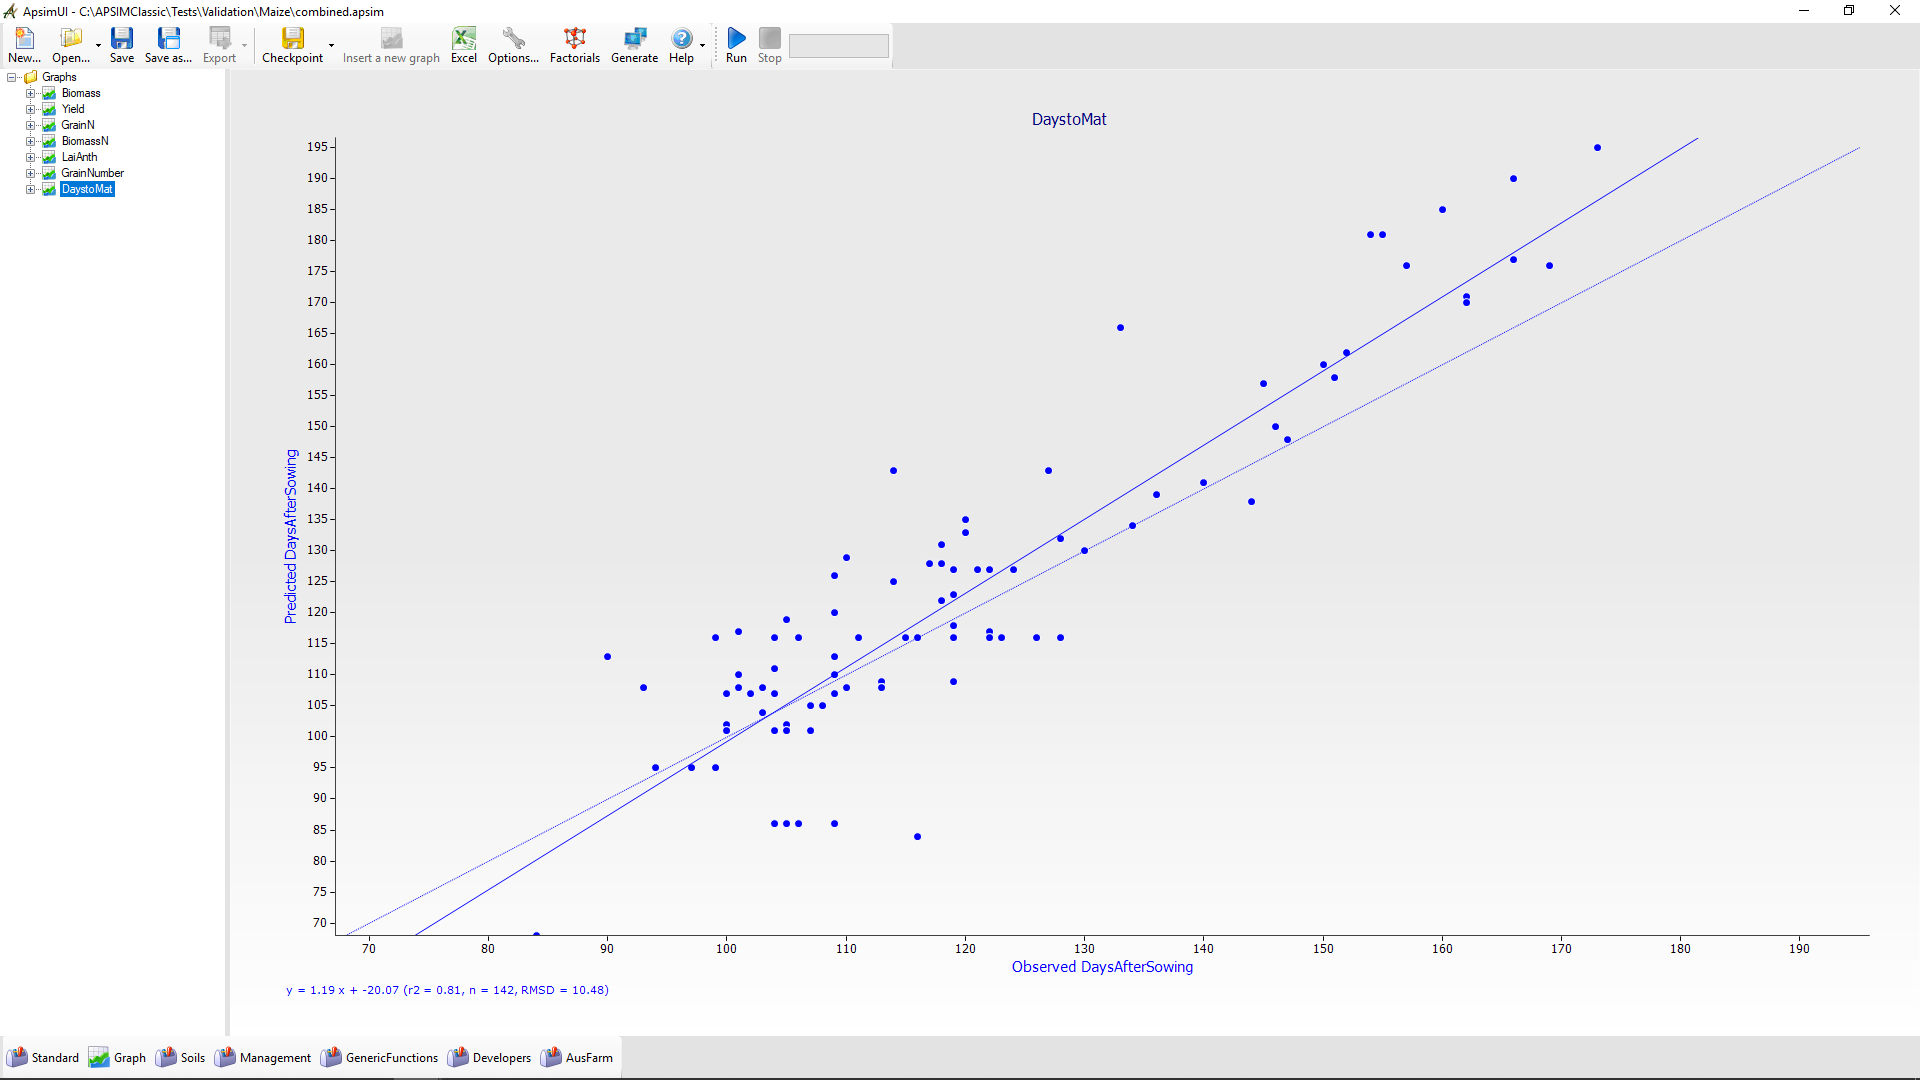 ApsimUI - C:\APSIMClassic\Tests\Validation\Maize\combined.apsim
New... Open... Save Save as... Export Checkpoint Insert a new graph Excel Options... Factorials Generate Help Run Stop
Graphs
Biomass
Yield
GrainN
BiomassN
LaiAnth
GrainNumber
DaystoMat
DaystoMat
195
190
185
180
175
170
165
160
155
150
145
140
135
130
125
120
115
110
105
100
95
90
85
80
75
70
Predicted DaysAfterSowing
70 80 90 100 110 120 130 140 150 160 170 180 190
Observed DaysAfterSowing
y = 1.19 x + -20.07 (r2 = 0.81, n = 142, RMSD = 10.48)
Standard Graph Soils Management GenericFunctions Developers AusFarm